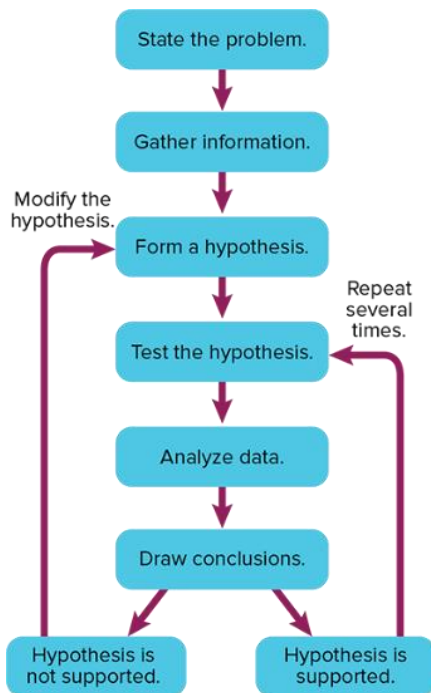 State the problem.
Gather information.
Modify the
hypothesis.
Form a hypothesis.
Repeat
several
times.
Test the hypothesis.
Analyze data.
Draw conclusions.
Hypothesis is
not supported.
Hypothesis is
supported.